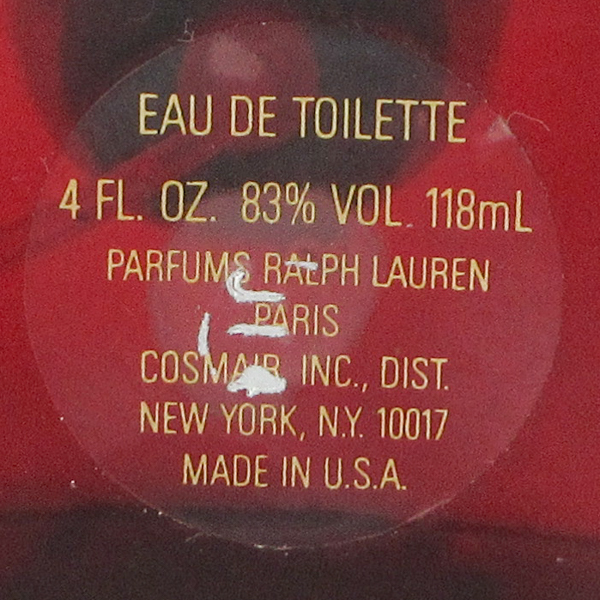 EAU DE TOILETTE
4 FL. OZ. 83% VOL. 118mL
PARFUMS RALPH LAUREN
PARIS
COSMAIR, INC., DIST.
NEW YORK, N.Y. 10017
MADE IN U.S.A.